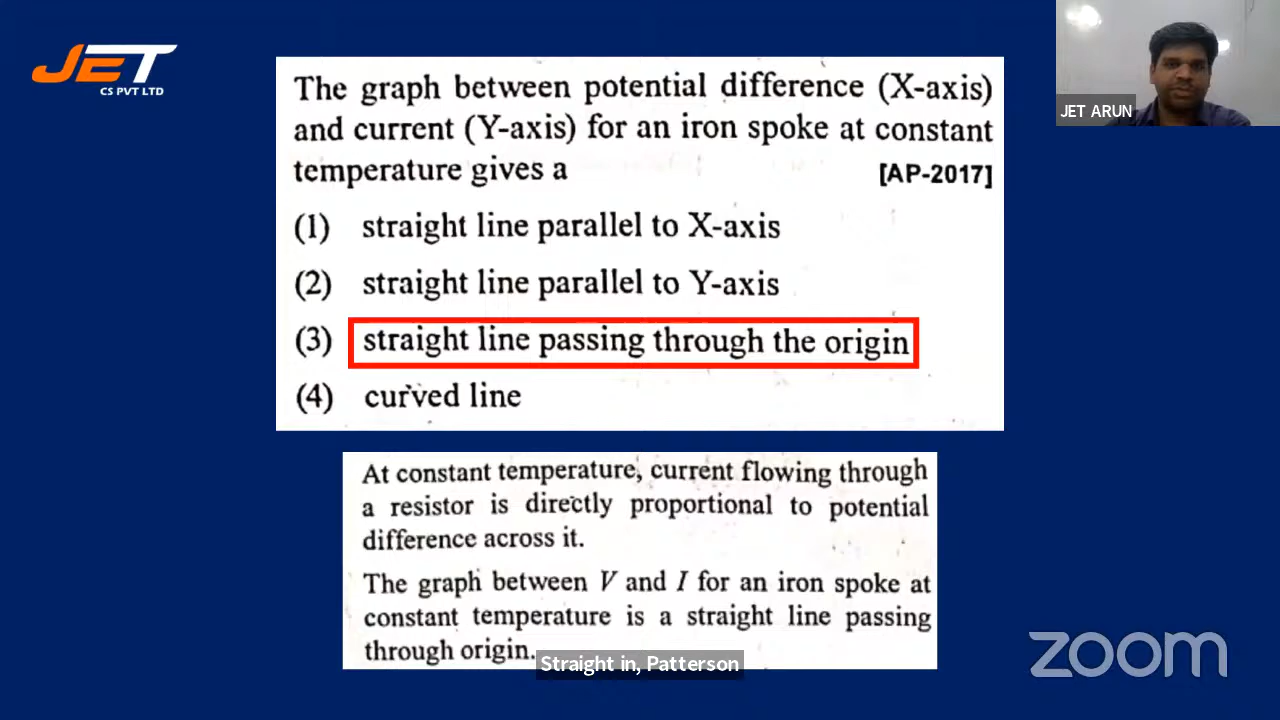 JET
CS PVT LTD
The graph between potential difference (X-axis)
and current (Y-axis) for an iron spoke at constant
temperature gives a [AP-2017]
(1) straight line parallel to X-axis
(2) straight line parallel to Y-axis
(3) straight line passing through the origin
(4) curved line
At constant temperature, current flowing through
a resistor is directly proportional to potential
difference across it.
The graph between V and I for an iron spoke at
constant temperature is a straight line passing
through origin.
Straight in, Patterson
JET ARUN
zoom